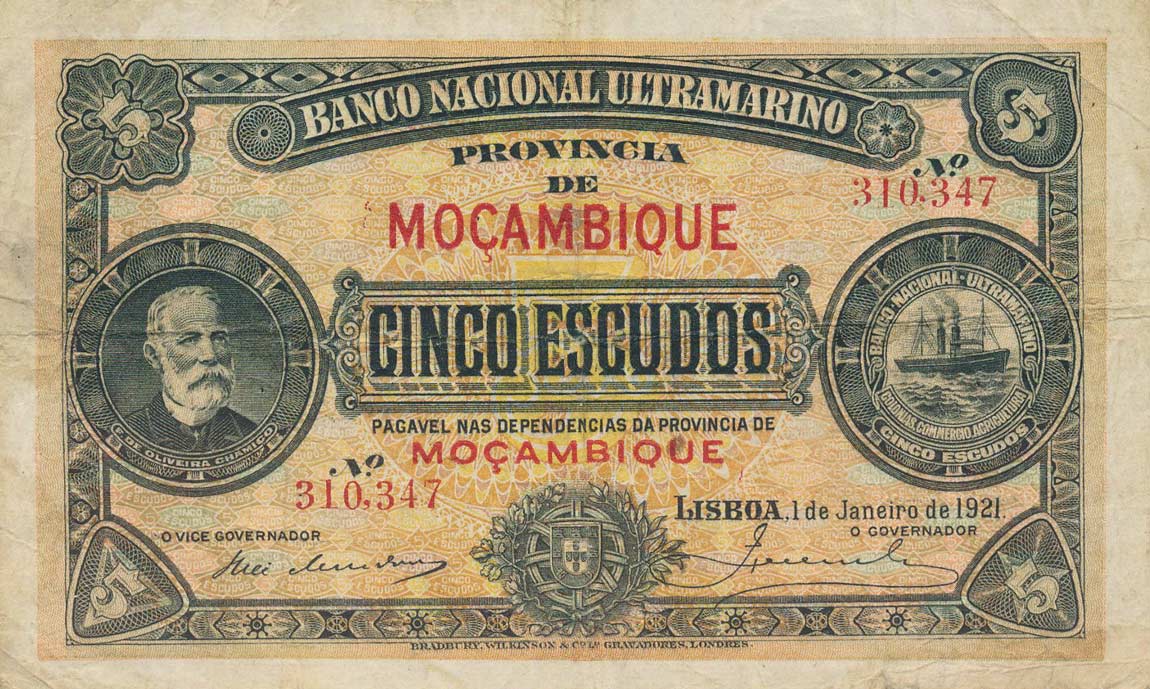 5
BANCO NACIONAL ULTRAMARINO
5
PROVINCIA
DE
MOÇAMBIQUE
Nº
310,347
CINCO ESCUDOS
F. DE OLIVEIRA CHAMIÇO
BANCO NACIONAL ULTRAMARINO
COLONIAS, COMMERCIO, AGRICULTURA
CINCO ESCUDOS
PAGAVEL NAS DEPENDENCIAS DA PROVINCIA DE
MOÇAMBIQUE
Nº
310,347
LISBOA, 1 de Janeiro de 1921.
O VICE GOVERNADOR
O GOVERNADOR
5
5
BRADBURY, WILKINSON & Cº Lᵈ GRAVADORES, LONDRES.